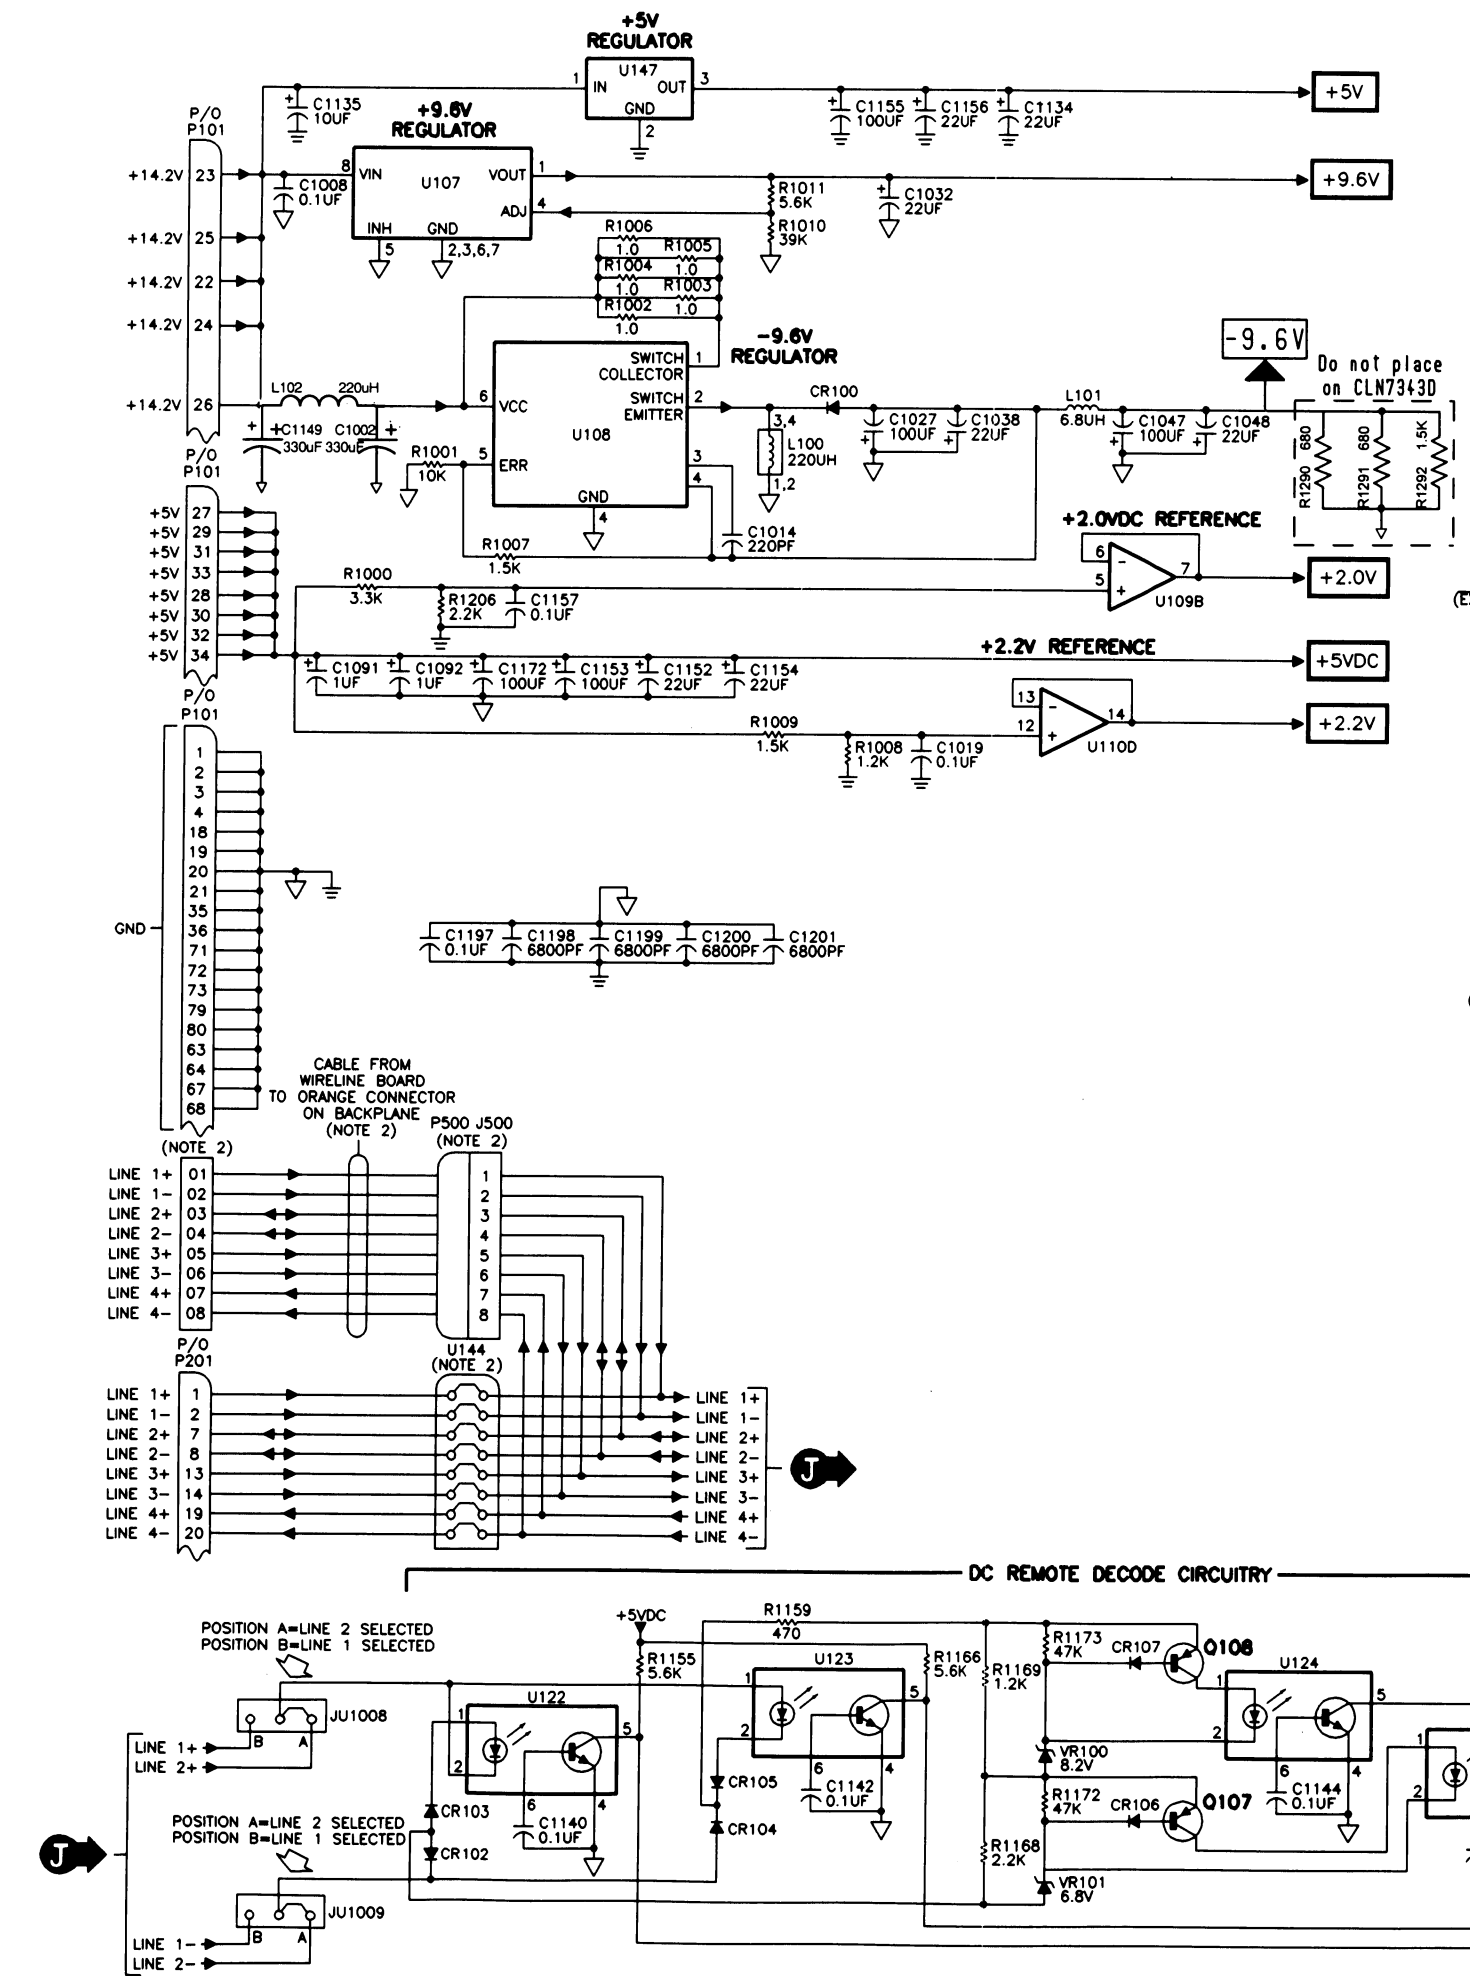 +5V
REGULATOR
U147
1 IN OUT 3
GND
2
C1135
10UF
C1155
100UF
C1156
22UF
C1134
22UF
+5V
P/O
P101
+9.6V
REGULATOR
+14.2V 23
C1008
0.1UF
8 VIN
U107
VOUT 1
ADJ 4
INH
GND
5
2,3,6,7
R1011
5.6K
R1010
39K
C1032
22UF
+9.6V
+14.2V 25
+14.2V 22
+14.2V 24
R1006
1.0
R1005
1.0
R1004
1.0
R1003
1.0
R1002
1.0
-9.6V
REGULATOR
SWITCH
COLLECTOR
1
SWITCH
EMITTER
2
6 VCC
U108
3
4
5 ERR
GND
4
+14.2V 26
L102 220uH
C1149
330uF
C1002
330uF
R1001
10K
CR100
3,4
L100
220UH
1,2
C1027
100UF
C1038
22UF
L101
6.8UH
C1047
100UF
C1048
22UF
-9.6V
Do not place
on CLN7343D
R1290 680
R1291 680
R1292 1.5K
C1014
220PF
R1007
1.5K
P/O
P101
+5V 27
+5V 29
+5V 31
+5V 33
+5V 28
+5V 30
+5V 32
+5V 34
R1000
3.3K
R1206
2.2K
C1157
0.1UF
+2.0VDC REFERENCE
6
5
7
-
+
U109B
+2.0V
(E
C1091
1UF
C1092
1UF
C1172
100UF
C1153
100UF
C1152
22UF
C1154
22UF
+2.2V REFERENCE
+5VDC
13
12
14
-
+
U110D
+2.2V
R1009
1.5K
R1008
1.2K
C1019
0.1UF
P/O
P101
1
2
3
4
18
19
20
21
35
GND
36
71
72
73
79
80
63
64
67
68
C1197
0.1UF
C1198
6800PF
C1199
6800PF
C1200
6800PF
C1201
6800PF
CABLE FROM
WIRELINE BOARD
TO ORANGE CONNECTOR
ON BACKPLANE
(NOTE 2)
P500 J500
(NOTE 2)
(NOTE 2)
LINE 1+ 01 1
LINE 1- 02 2
LINE 2+ 03 3
LINE 2- 04 4
LINE 3+ 05 5
LINE 3- 06 6
LINE 4+ 07 7
LINE 4- 08 8
P/O
P201
U144
(NOTE 2)
LINE 1+ 1 LINE 1+
LINE 1- 2 LINE 1-
LINE 2+ 7 LINE 2+
LINE 2- 8 LINE 2-
LINE 3+ 13 LINE 3+
LINE 3- 14 LINE 3-
LINE 4+ 19 LINE 4+
LINE 4- 20 LINE 4-
J
DC REMOTE DECODE CIRCUITRY
POSITION A=LINE 2 SELECTED
POSITION B=LINE 1 SELECTED
JU1008
B A
LINE 1+
LINE 2+
+5VDC
R1155
5.6K
U122
1
2
5
6
4
C1140
0.1UF
CR103
CR102
R1159
470
U123
1
2
5
6
4
C1142
0.1UF
CR105
CR104
R1166
5.6K
R1169
1.2K
R1173
47K
CR107
Q108
U124
1
2
5
6
4
C1144
0.1UF
VR100
8.2V
R1172
47K
CR106
Q107
R1168
2.2K
VR101
6.8V
1
2
POSITION A=LINE 2 SELECTED
POSITION B=LINE 1 SELECTED
J
JU1009
B A
LINE 1-
LINE 2-